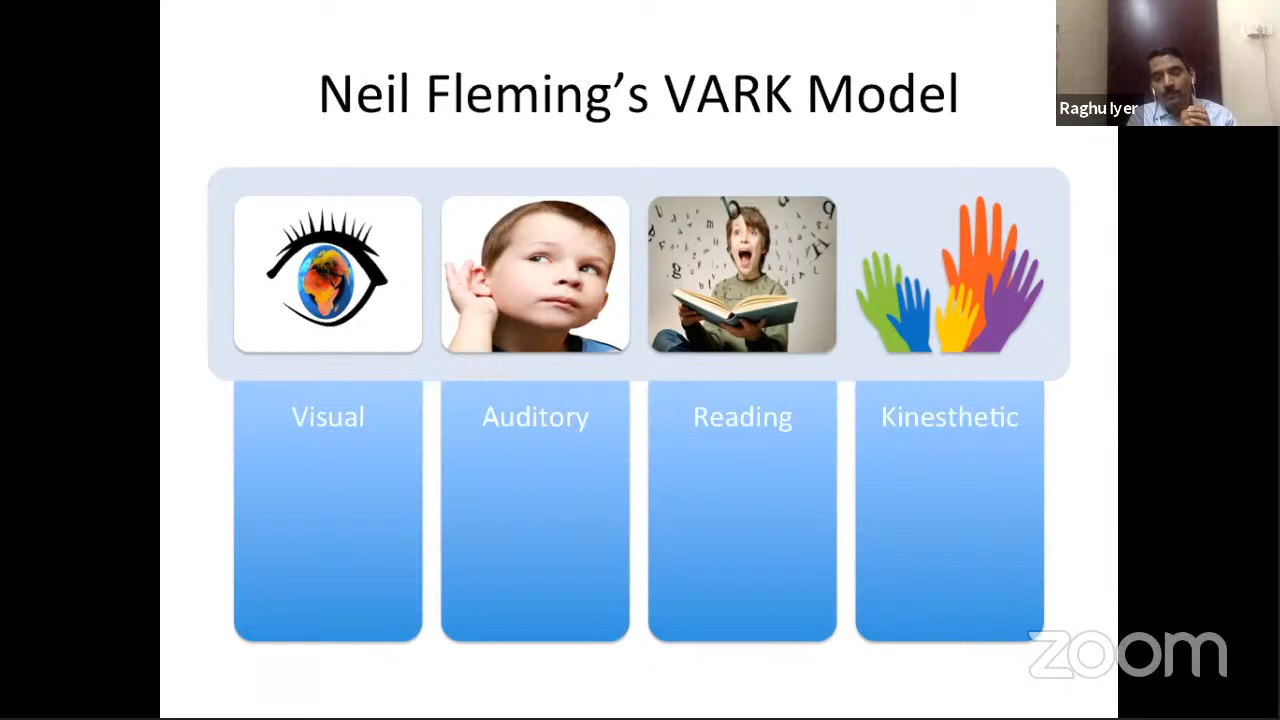 Neil Fleming's VARK Model
Raghu Iyer
Visual
Auditory
Reading
Kinesthetic
zoom